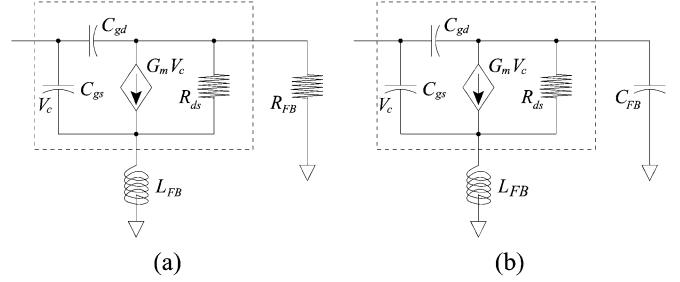 C_gd
G_m V_c
C_gs
V_c
R_ds
R_FB
L_FB
(a)
C_gd
G_m V_c
C_gs
V_c
R_ds
C_FB
L_FB
(b)